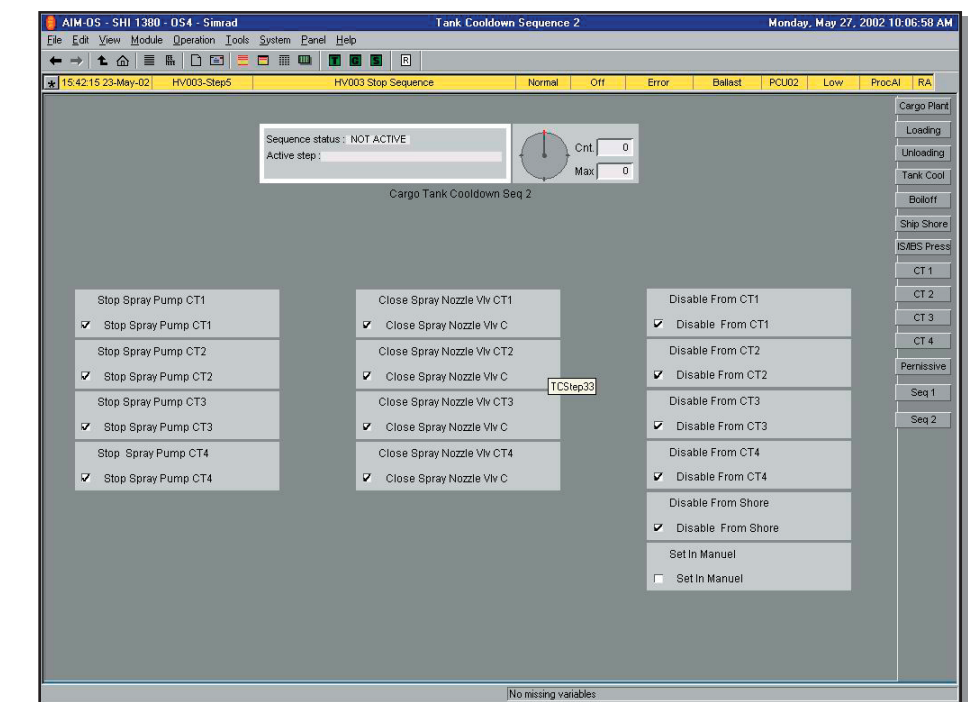 AIM-OS - SHI 1380 - OS4 - Simrad Tank Cooldown Sequence 2 Monday, May 27, 2002 10:06:58 AM
File Edit View Module Operation Tools System Panel Help
T G S R
* 15:42:15 23-May-02 HV003-Step5 HV003 Stop Sequence Normal Off Error Ballast PCU02 Low ProcAl RA
Cargo Plant
Loading
Unloading
Tank Cool
Boiloff
Ship Shore
IS/IBS Press
CT 1
CT 2
CT 3
CT 4
Pernissive
Seq 1
Seq 2
Sequence status : NOT ACTIVE
Active step :
Cnt. 0
Max 0
Cargo Tank Cooldown Seq 2
Stop Spray Pump CT1
Stop Spray Pump CT1
Stop Spray Pump CT2
Stop Spray Pump CT2
Stop Spray Pump CT3
Stop Spray Pump CT3
Stop Spray Pump CT4
Stop Spray Pump CT4
Close Spray Nozzle Vlv CT1
Close Spray Nozzle Vlv C
Close Spray Nozzle Vlv CT2
Close Spray Nozzle Vlv C
TCStep33
Close Spray Nozzle Vlv CT3
Close Spray Nozzle Vlv C
Close Spray Nozzle Vlv CT4
Close Spray Nozzle Vlv C
Disable From CT1
Disable From CT1
Disable From CT2
Disable From CT2
Disable From CT3
Disable From CT3
Disable From CT4
Disable From CT4
Disable From Shore
Disable From Shore
Set In Manuel
Set In Manuel
No missing variables